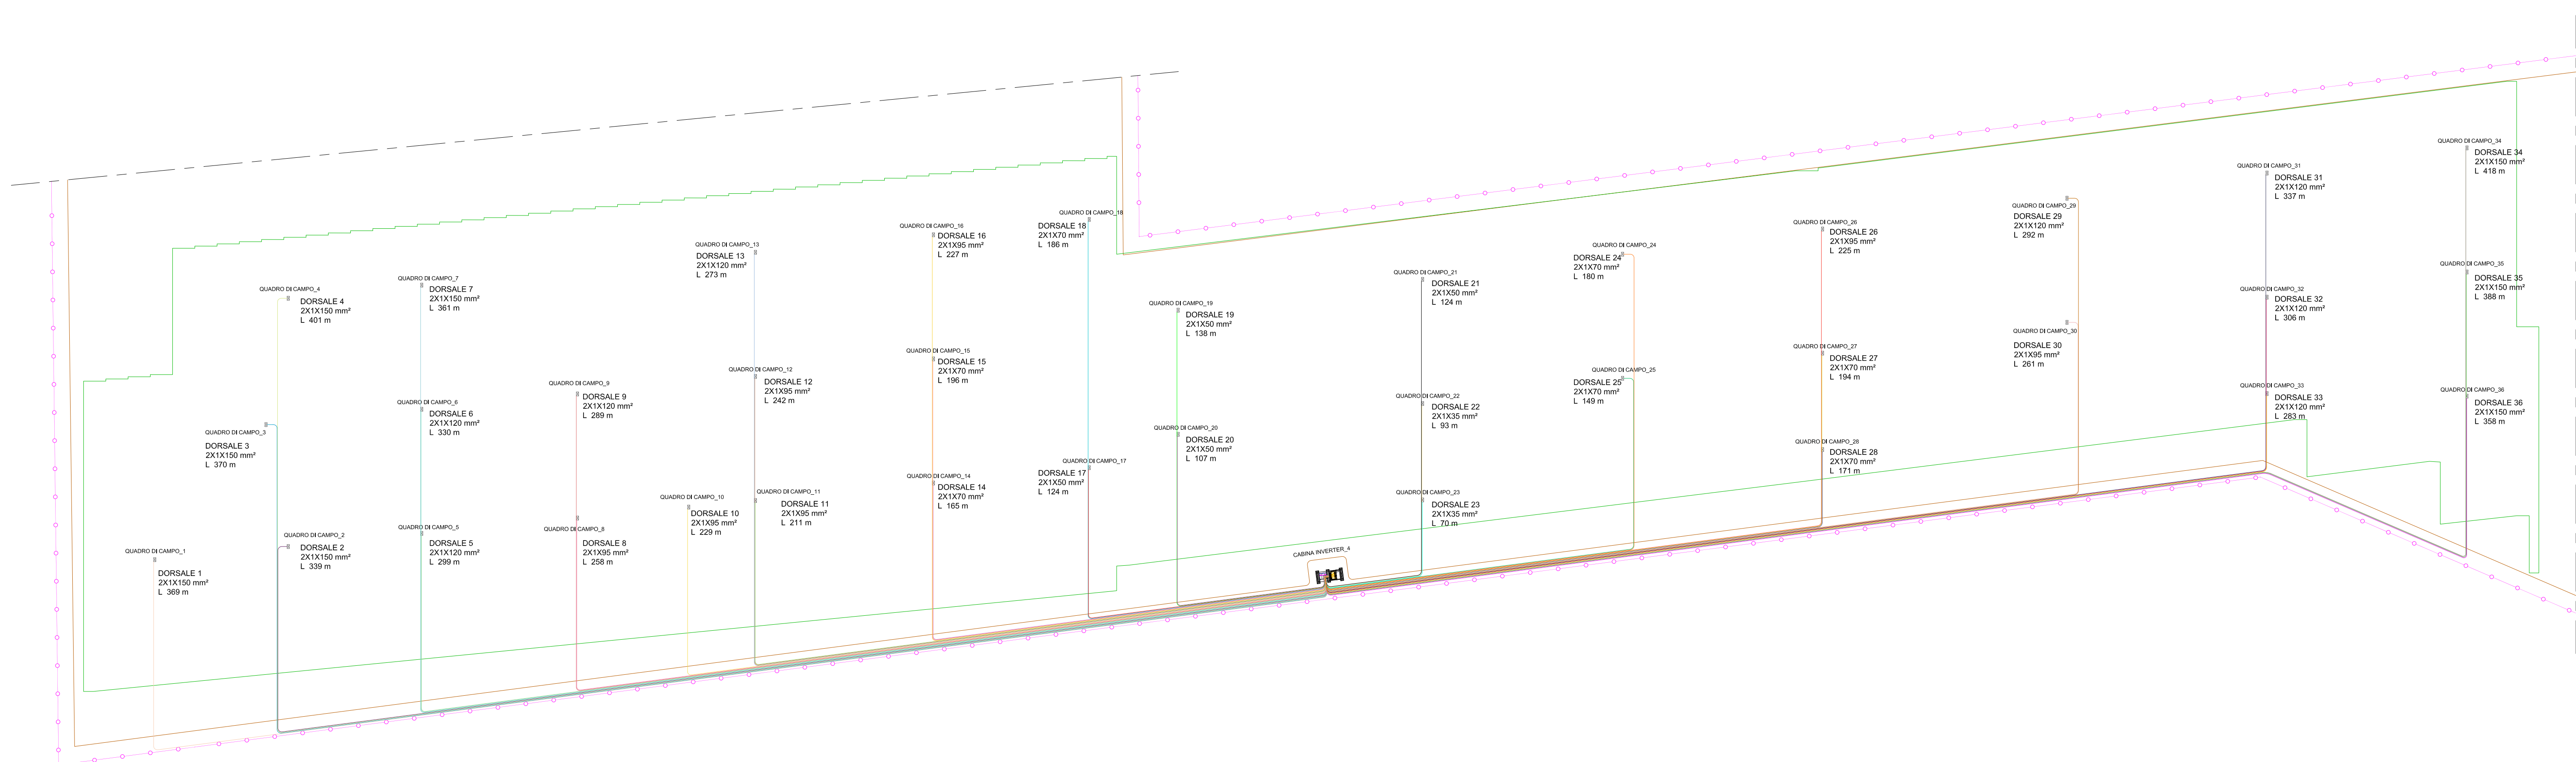 QUADRO DI CAMPO_1
DORSALE 1
2X1X150 mm²
L 369 m
QUADRO DI CAMPO_2
DORSALE 2
2X1X150 mm²
L 339 m
QUADRO DI CAMPO_3
DORSALE 3
2X1X150 mm²
L 370 m
QUADRO DI CAMPO_4
DORSALE 4
2X1X150 mm²
L 401 m
QUADRO DI CAMPO_5
DORSALE 5
2X1X120 mm²
L 299 m
QUADRO DI CAMPO_6
DORSALE 6
2X1X120 mm²
L 330 m
QUADRO DI CAMPO_7
DORSALE 7
2X1X150 mm²
L 361 m
QUADRO DI CAMPO_8
DORSALE 8
2X1X95 mm²
L 258 m
QUADRO DI CAMPO_9
DORSALE 9
2X1X120 mm²
L 289 m
QUADRO DI CAMPO_10
DORSALE 10
2X1X95 mm²
L 229 m
QUADRO DI CAMPO_11
DORSALE 11
2X1X95 mm²
L 211 m
QUADRO DI CAMPO_12
DORSALE 12
2X1X95 mm²
L 242 m
QUADRO DI CAMPO_13
DORSALE 13
2X1X120 mm²
L 273 m
QUADRO DI CAMPO_14
DORSALE 14
2X1X70 mm²
L 165 m
QUADRO DI CAMPO_15
DORSALE 15
2X1X70 mm²
L 196 m
QUADRO DI CAMPO_16
DORSALE 16
2X1X95 mm²
L 227 m
QUADRO DI CAMPO_17
DORSALE 17
2X1X50 mm²
L 124 m
QUADRO DI CAMPO_18
DORSALE 18
2X1X70 mm²
L 186 m
QUADRO DI CAMPO_19
DORSALE 19
2X1X50 mm²
L 138 m
QUADRO DI CAMPO_20
DORSALE 20
2X1X50 mm²
L 107 m
CABINA INVERTER_4
QUADRO DI CAMPO_21
DORSALE 21
2X1X50 mm²
L 124 m
QUADRO DI CAMPO_22
DORSALE 22
2X1X35 mm²
L 93 m
QUADRO DI CAMPO_23
DORSALE 23
2X1X35 mm²
L 70 m
QUADRO DI CAMPO_24
DORSALE 24
2X1X70 mm²
L 180 m
QUADRO DI CAMPO_25
DORSALE 25
2X1X70 mm²
L 149 m
QUADRO DI CAMPO_26
DORSALE 26
2X1X95 mm²
L 225 m
QUADRO DI CAMPO_27
DORSALE 27
2X1X70 mm²
L 194 m
QUADRO DI CAMPO_28
DORSALE 28
2X1X70 mm²
L 171 m
QUADRO DI CAMPO_29
DORSALE 29
2X1X120 mm²
L 292 m
QUADRO DI CAMPO_30
DORSALE 30
2X1X95 mm²
L 261 m
QUADRO DI CAMPO_31
DORSALE 31
2X1X120 mm²
L 337 m
QUADRO DI CAMPO_32
DORSALE 32
2X1X120 mm²
L 306 m
QUADRO DI CAMPO_33
DORSALE 33
2X1X120 mm²
L 283 m
QUADRO DI CAMPO_34
DORSALE 34
2X1X150 mm²
L 418 m
QUADRO DI CAMPO_35
DORSALE 35
2X1X150 mm²
L 388 m
QUADRO DI CAMPO_36
DORSALE 36
2X1X150 mm²
L 358 m